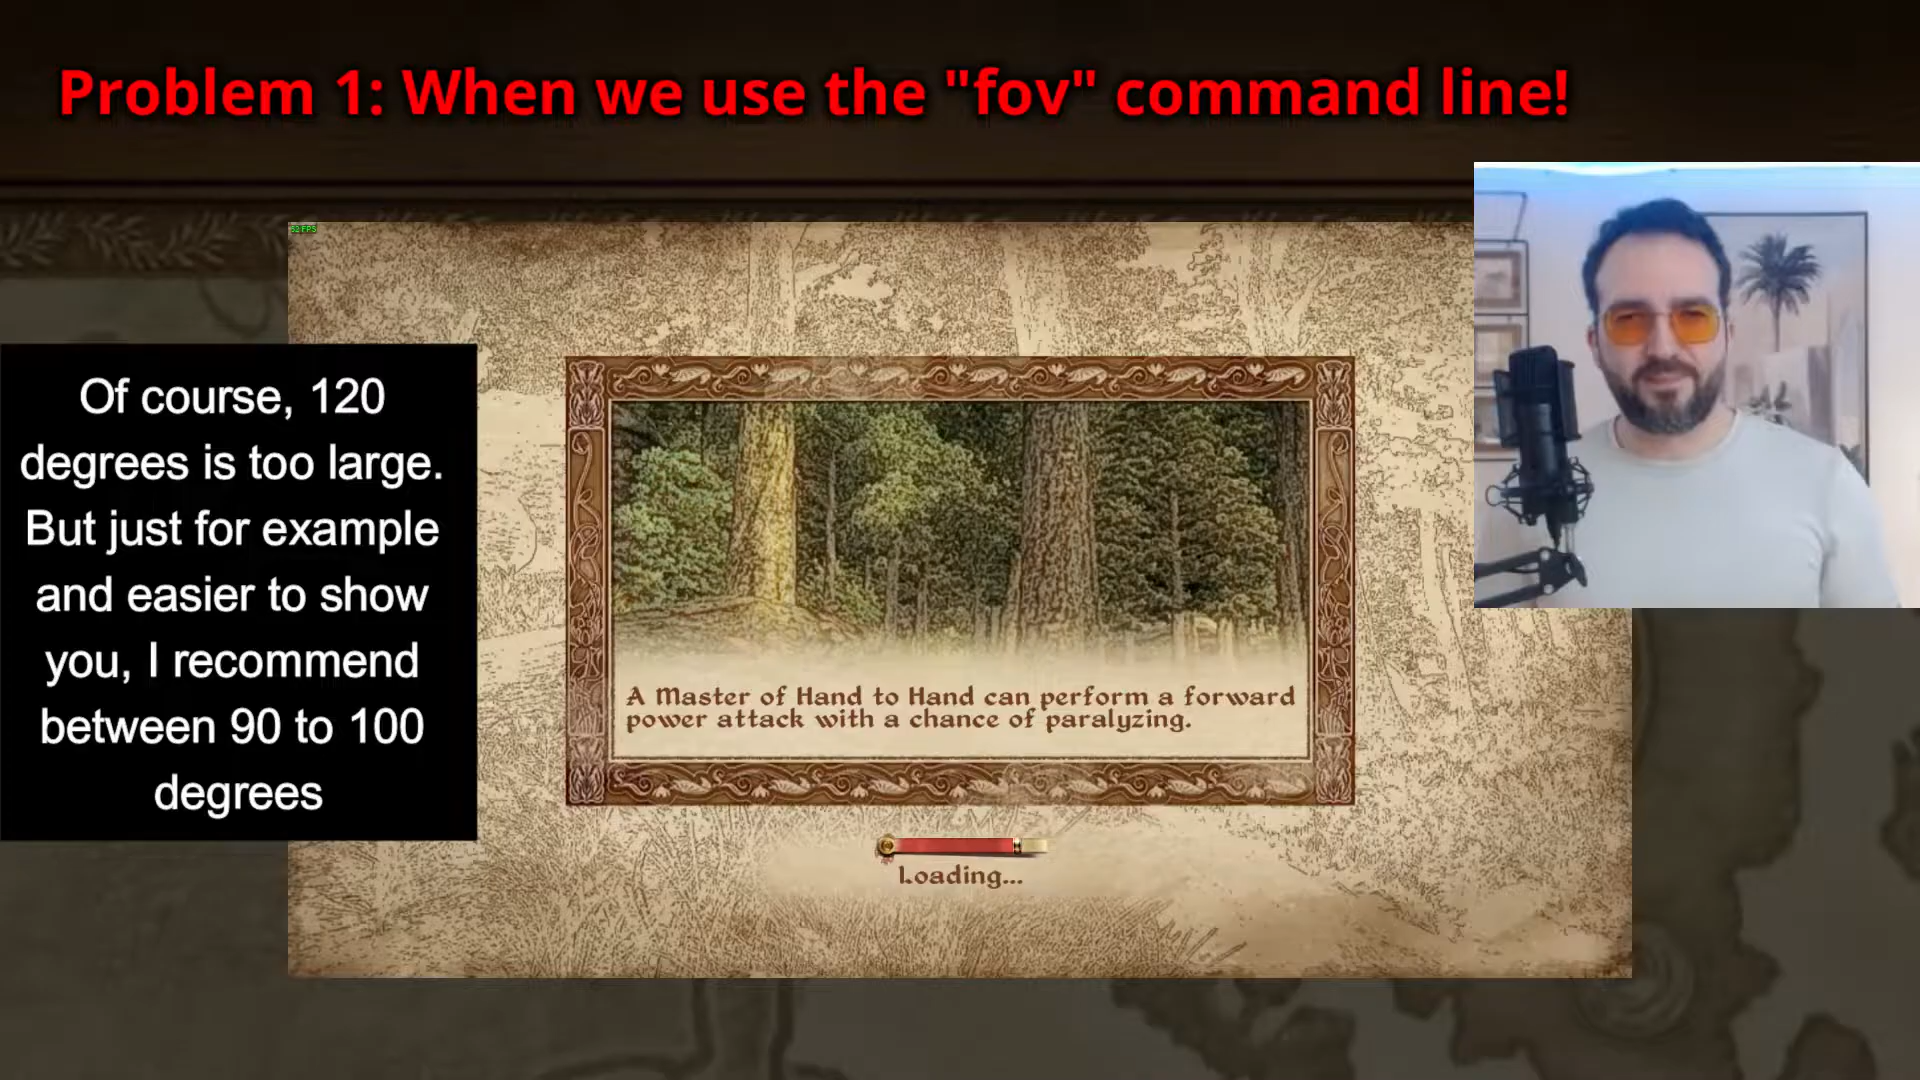 Problem 1: When we use the "fov" command line!
52 FPS
Of course, 120
degrees is too large.
But just for example
and easier to show
you, I recommend
between 90 to 100
degrees
A Master of Hand to Hand can perform a forward
power attack with a chance of paralyzing.
Loading...